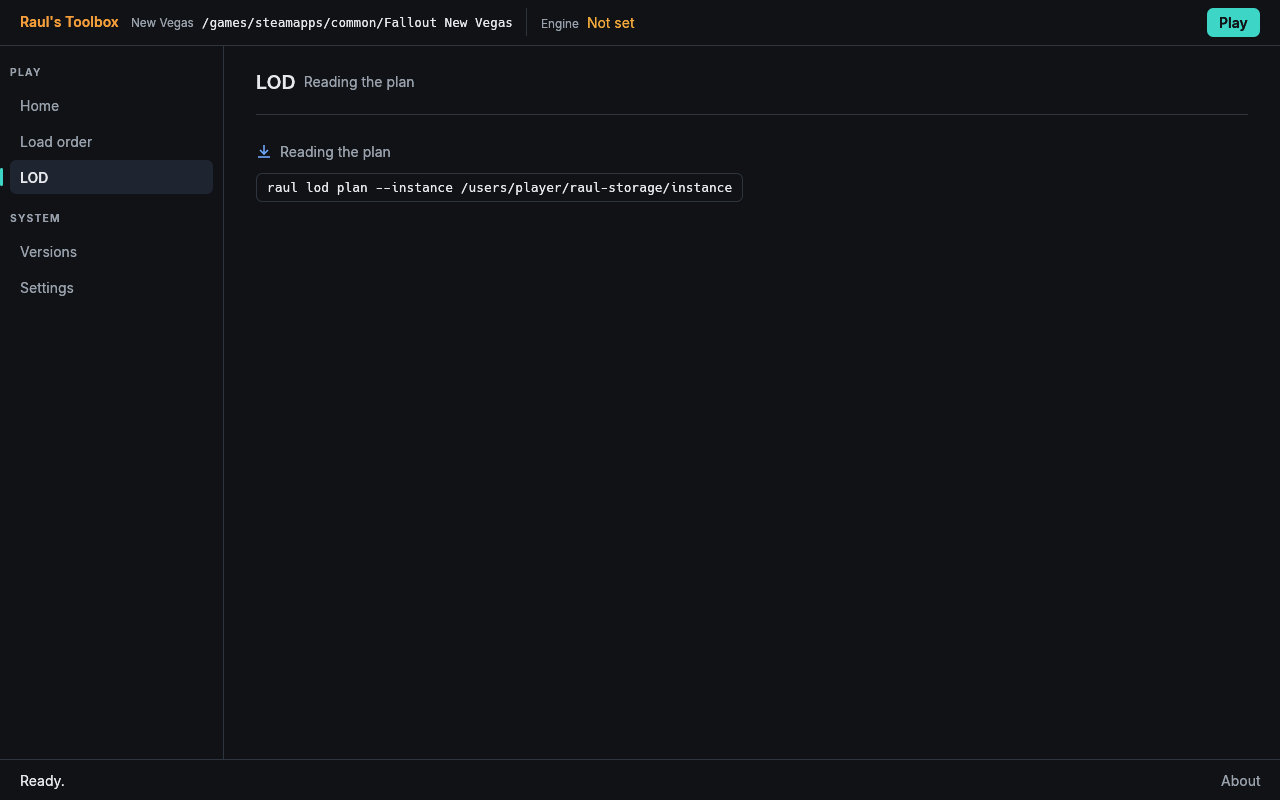 Raul's Toolbox New Vegas /games/steamapps/common/Fallout New Vegas Engine Not set Play
PLAY
Home
Load order
LOD
SYSTEM
Versions
Settings
LOD Reading the plan
Reading the plan
raul lod plan --instance /users/player/raul-storage/instance
Ready. About